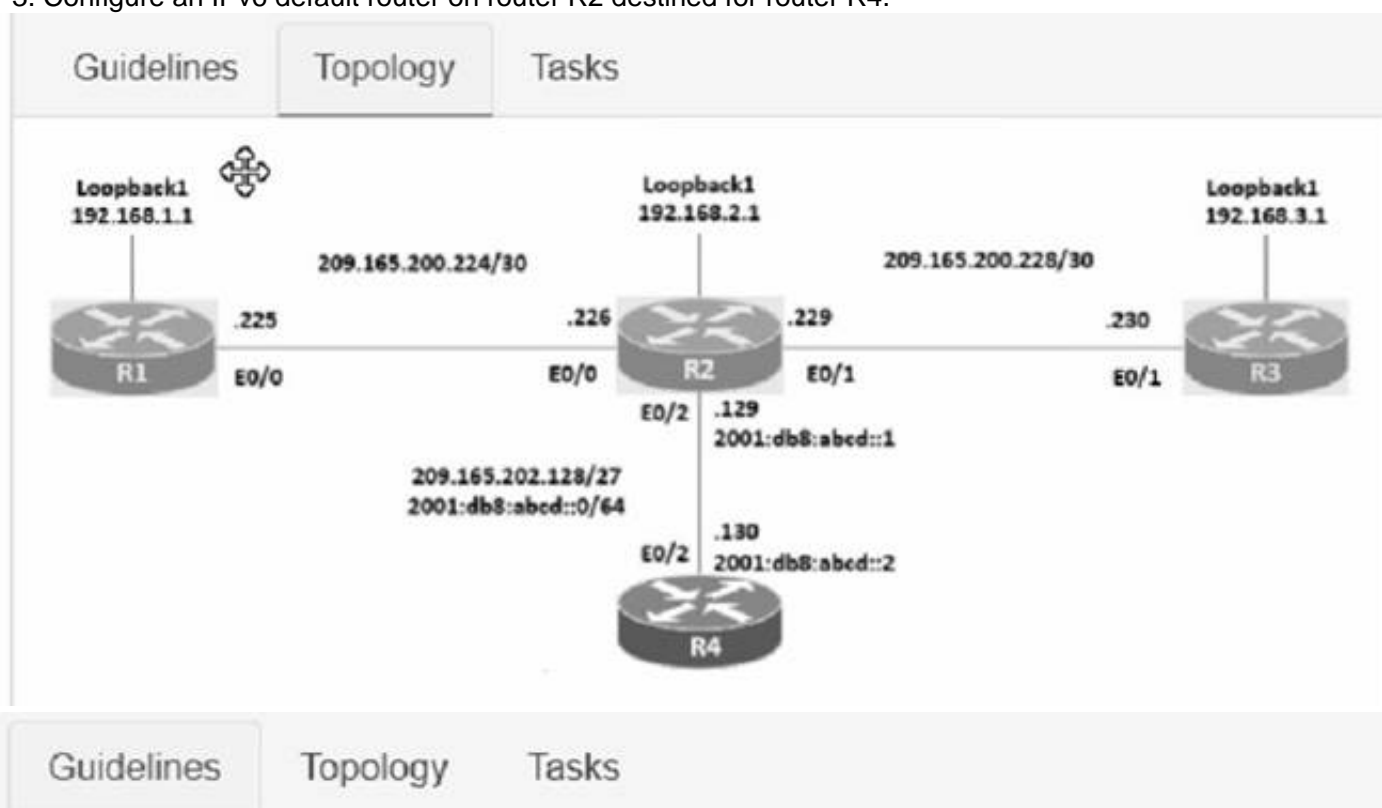 3. Configure an IPv6 default router on router R2 destined for router R4.
Guidelines Topology Tasks
Loopback1
192.168.1.1
Loopback1
192.168.2.1
Loopback1
192.168.3.1
209.165.200.224/30
209.165.200.228/30
.225
.226
.229
.230
R1
E0/0
E0/0
R2
E0/1
E0/1
R3
E0/2
.129
2001:db8:abcd::1
209.165.202.128/27
2001:db8:abcd::0/64
.130
E0/2
2001:db8:abcd::2
R4
Guidelines Topology Tasks